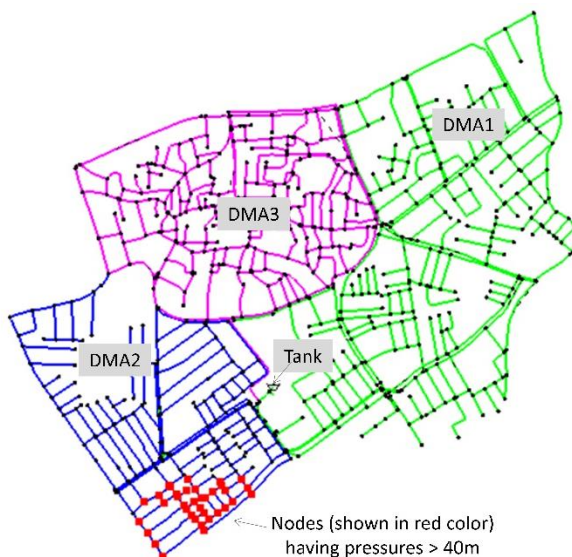 DMA1
DMA3
DMA2
Tank
Nodes (shown in red color)
having pressures > 40m